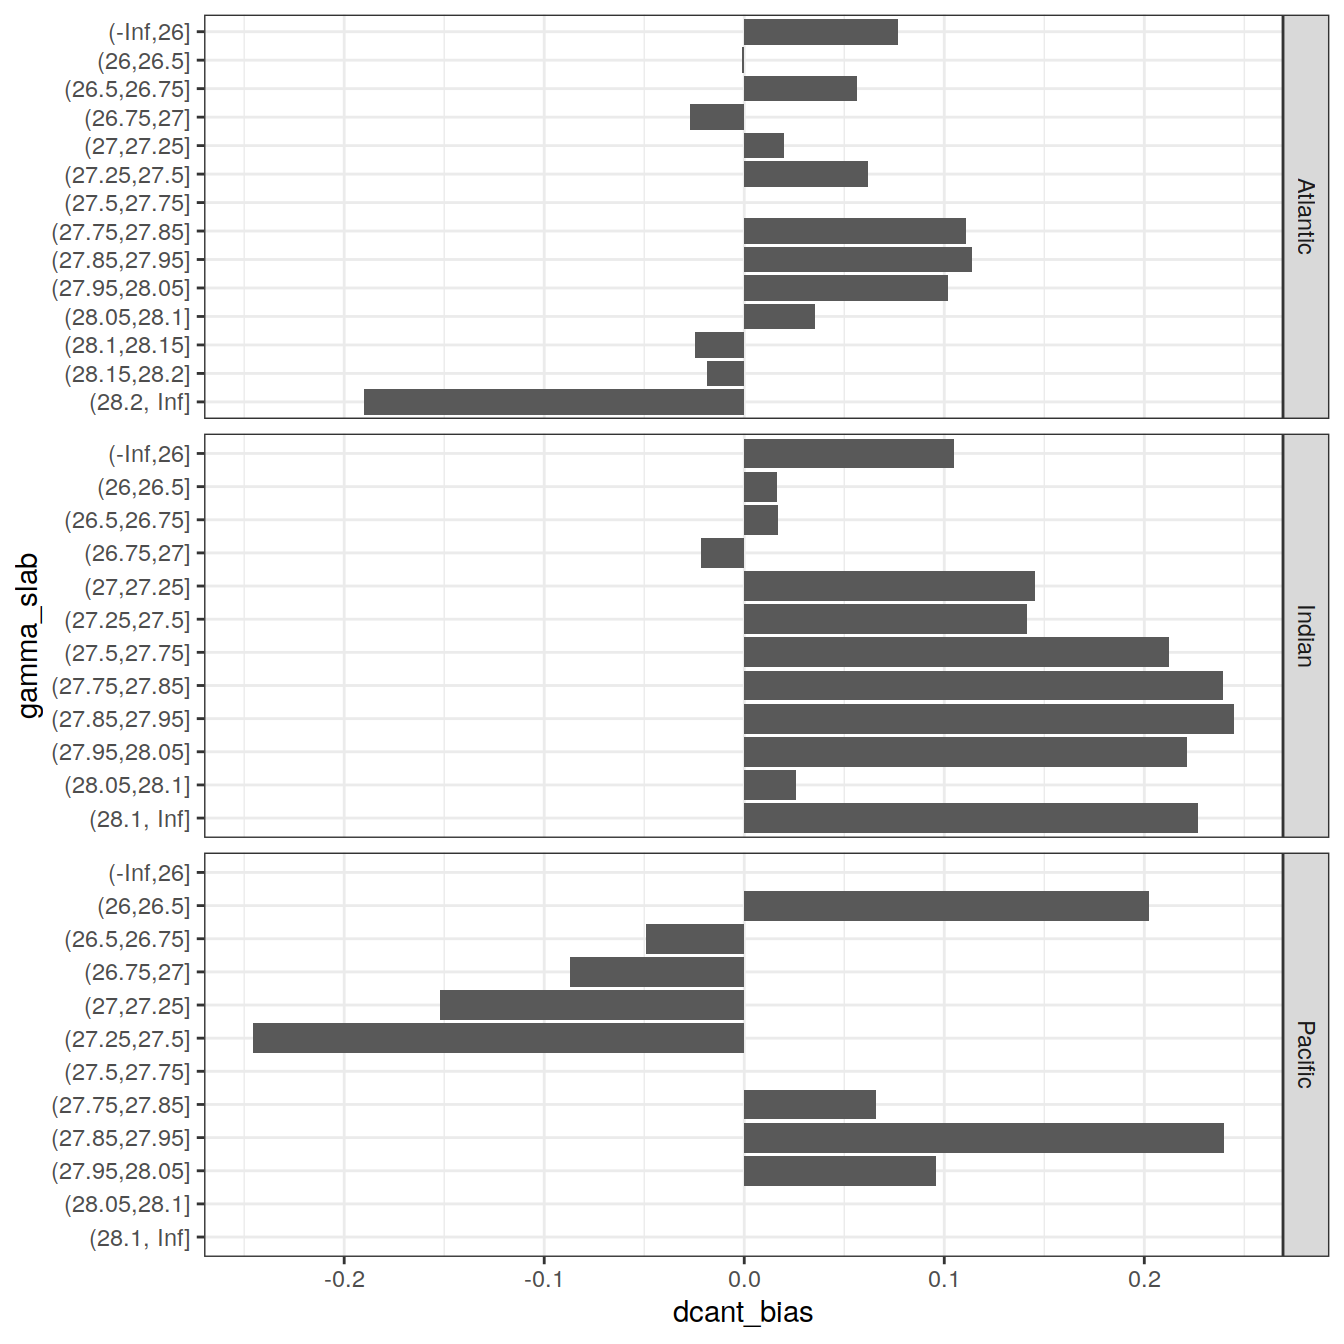 (-Inf,26]
(26,26.5]
(26.5,26.75]
(26.75,27]
(27,27.25]
(27.25,27.5]
(27.5,27.75]
(27.75,27.85]
(27.85,27.95]
(27.95,28.05]
(28.05,28.1]
(28.1,28.15]
(28.15,28.2]
(28.2, Inf]
Atlantic
(-Inf,26]
(26,26.5]
(26.5,26.75]
(26.75,27]
(27,27.25]
(27.25,27.5]
(27.5,27.75]
(27.75,27.85]
(27.85,27.95]
(27.95,28.05]
(28.05,28.1]
(28.1, Inf]
Indian
gamma_slab
(-Inf,26]
(26,26.5]
(26.5,26.75]
(26.75,27]
(27,27.25]
(27.25,27.5]
(27.5,27.75]
(27.75,27.85]
(27.85,27.95]
(27.95,28.05]
(28.05,28.1]
(28.1, Inf]
Pacific
-0.2 -0.1 0.0 0.1 0.2
dcant_bias